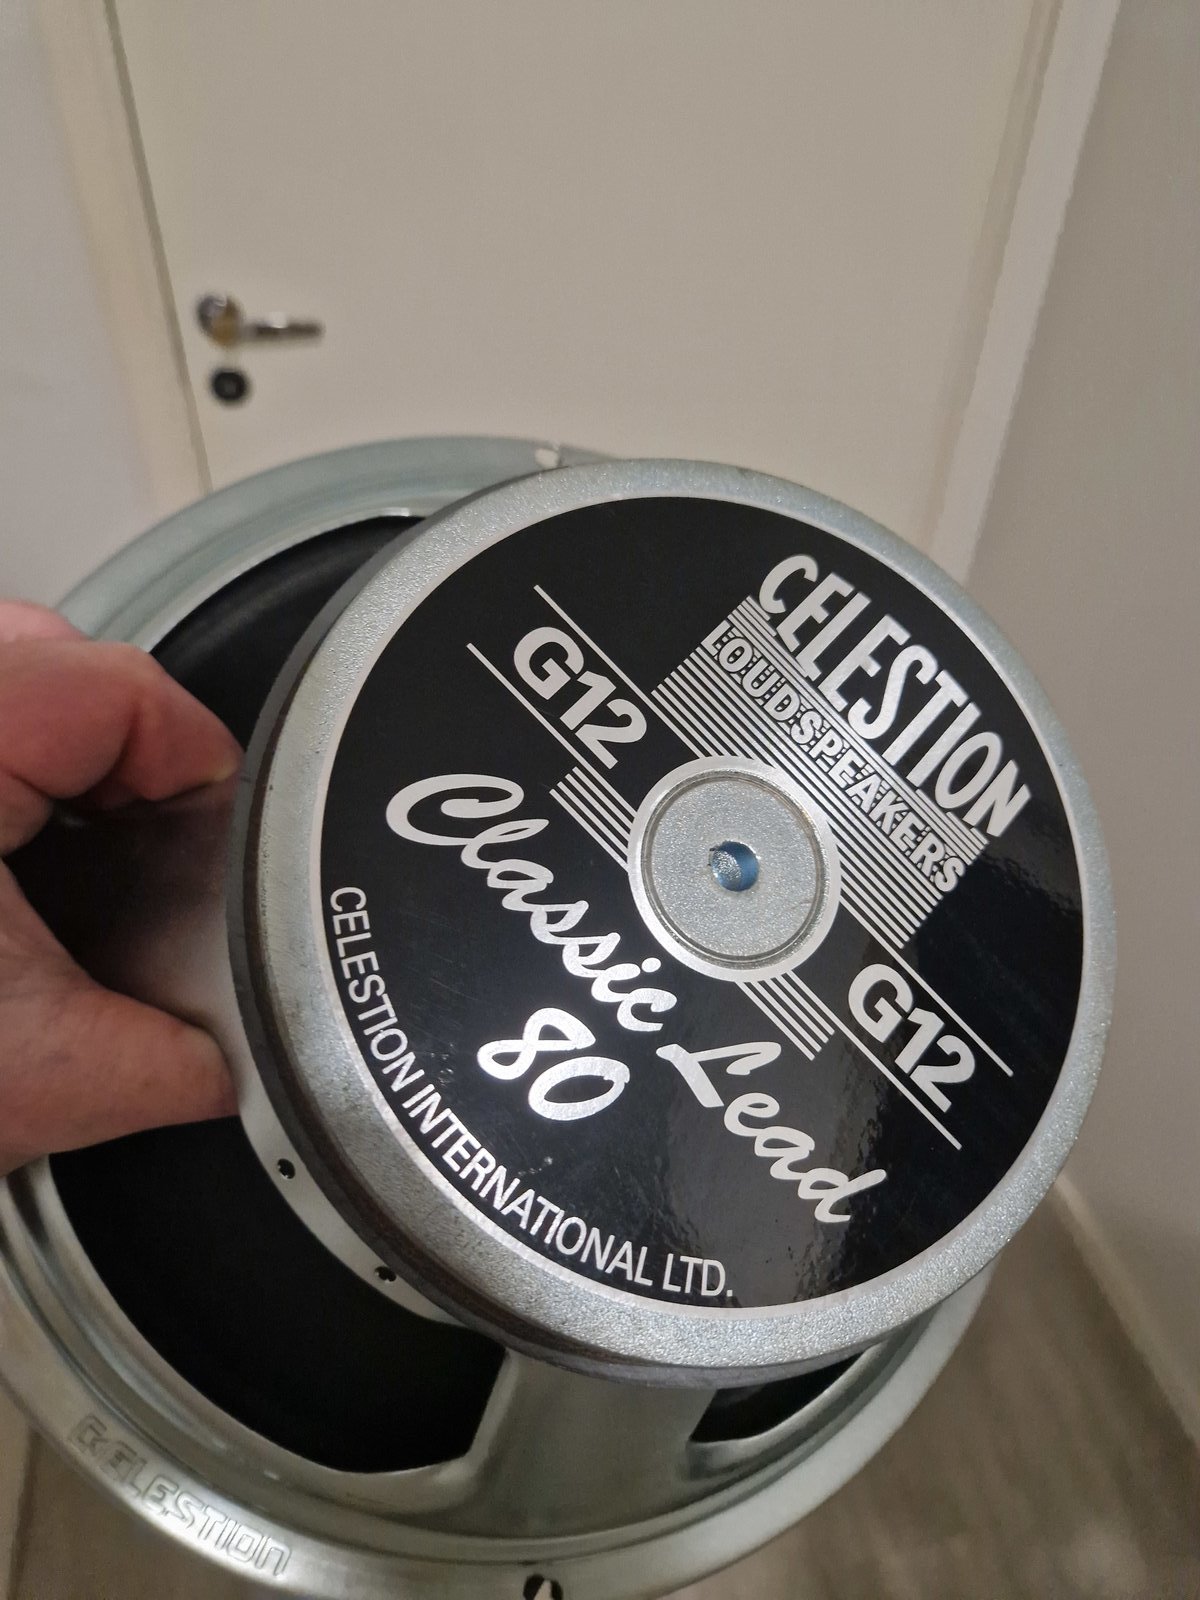 CELESTION
LOUDSPEAKERS
G12
G12
Classic Lead
80
CELESTION INTERNATIONAL LTD.
CELESTION